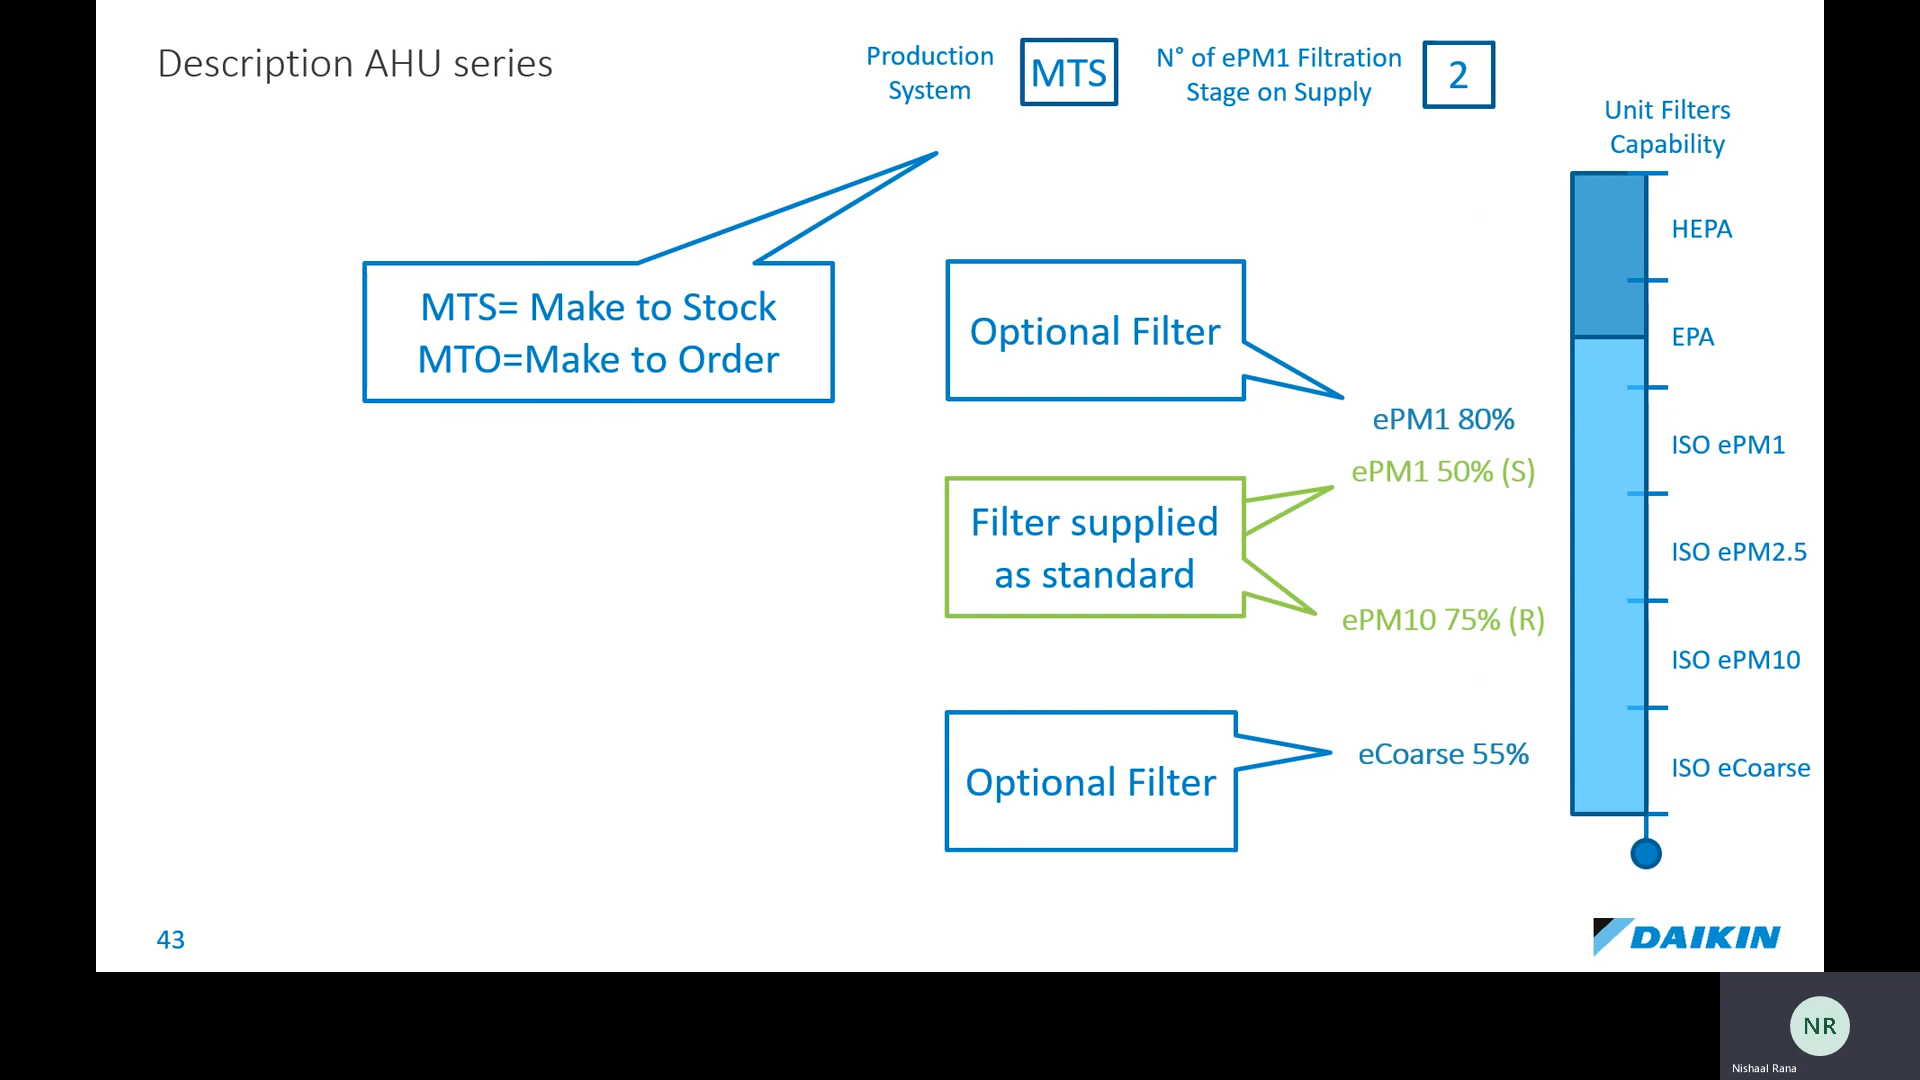 Description AHU series
Production
System
MTS
N° of ePM1 Filtration
Stage on Supply
2
Unit Filters
Capability
HEPA
EPA
ISO ePM1
ISO ePM2.5
ISO ePM10
ISO eCoarse
MTS= Make to Stock
MTO=Make to Order
Optional Filter
ePM1 80%
ePM1 50% (S)
Filter supplied
as standard
ePM10 75% (R)
Optional Filter
eCoarse 55%
43
DAIKIN
NR
Nishaal Rana